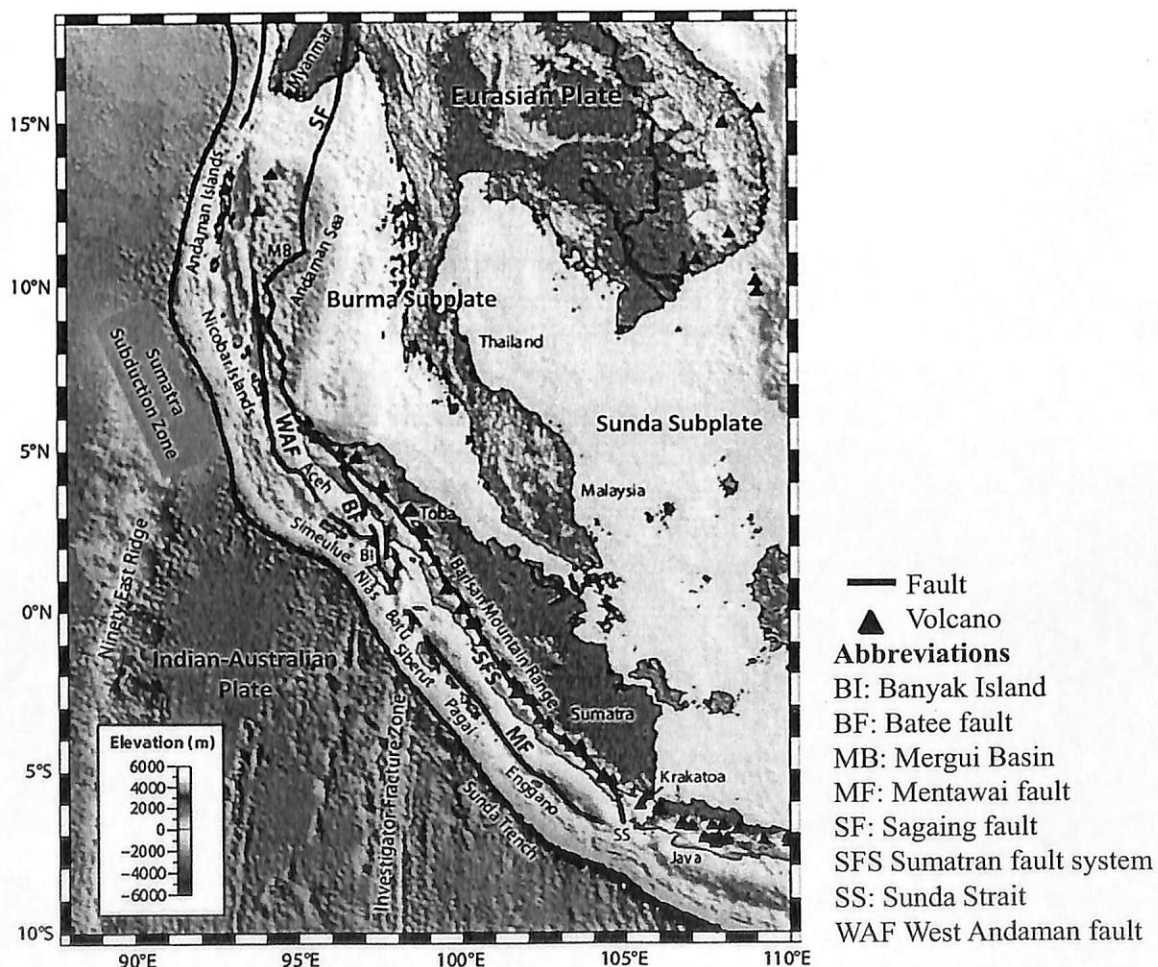 Myanmar
SF
Eurasian Plate
15°N
Andaman Islands
MB
Andaman Sea
10°N
Burma Subplate
Thailand
Nicobar Islands
Sumatra
Subduction Zone
Sunda Subplate
WAF
5°N
Aceh
Malaysia
BF
Toba
Simeulue
BI
Nias
Ninery East Ridge
Barisan Mountain Range
0°N
Batu
SFS
Indian-Australian
Plate
Siberut
Pagai
Sumatra
MF
Elevation (m)
6000
4000
2000
0
−2000
−4000
−6000
Krakatoa
5°S
Enggano
Investigator Fracture Zone
Sunda Trench
SS
Java
10°S
90°E
95°E
100°E
105°E
110°E
Fault
Volcano
Abbreviations
BI: Banyak Island
BF: Batee fault
MB: Mergui Basin
MF: Mentawai fault
SF: Sagaing fault
SFS Sumatran fault system
SS: Sunda Strait
WAF West Andaman fault